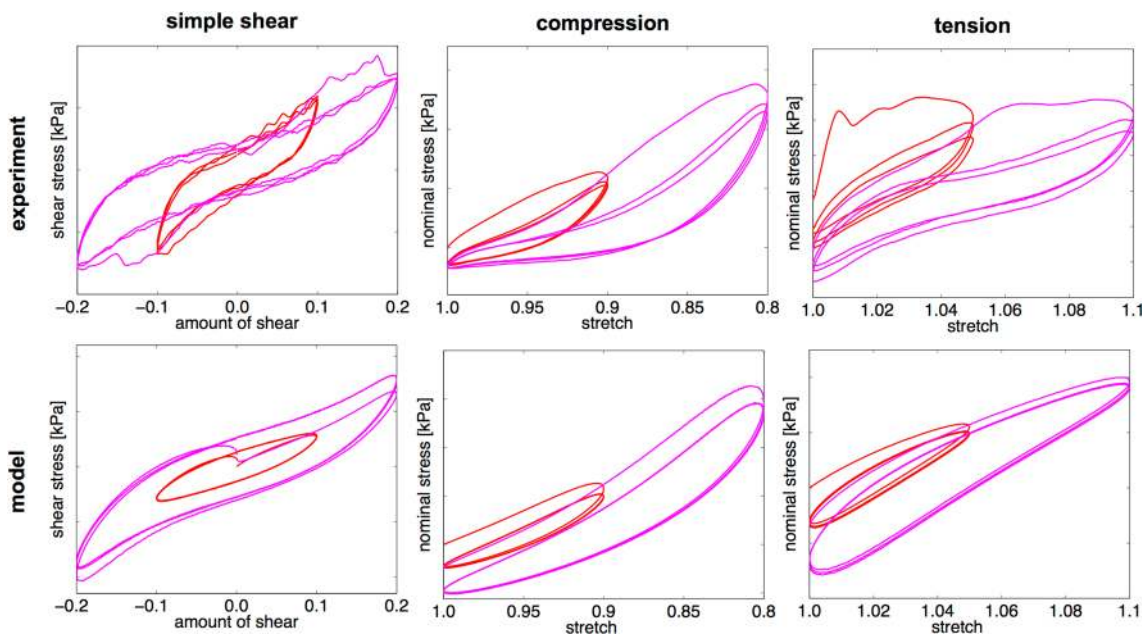 simple shear
compression
tension
experiment
shear stress [kPa]
−0.2
−0.1
0.0
0.1
0.2
amount of shear
nominal stress [kPa]
1.0
0.95
0.9
0.85
0.8
stretch
nominal stress [kPa]
1.0
1.02
1.04
1.06
1.08
1.1
stretch
model
shear stress [kPa]
−0.2
−0.1
0.0
0.1
0.2
amount of shear
nominal stress [kPa]
1.0
0.95
0.9
0.85
0.8
stretch
nominal stress [kPa]
1.0
1.02
1.04
1.06
1.08
1.1
stretch